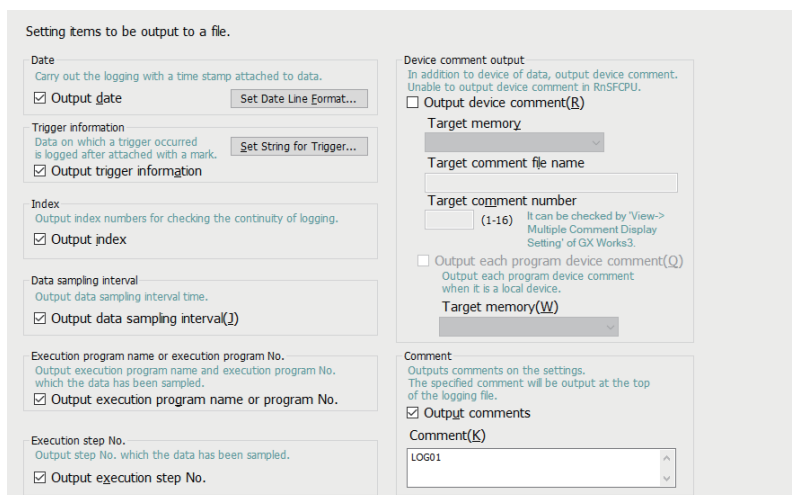 Setting items to be output to a file.
Date
Carry out the logging with a time stamp attached to data.
Output date
Set Date Line Format...
Trigger information
Data on which a trigger occurred
is logged after attached with a mark.
Set String for Trigger...
Output trigger information
Index
Output index numbers for checking the continuity of logging.
Output index
Data sampling interval
Output data sampling interval time.
Output data sampling interval(J)
Execution program name or execution program No.
Output execution program name and execution program No.
which the data has been sampled.
Output execution program name or program No.
Execution step No.
Output step No. which the data has been sampled.
Output execution step No.
Device comment output
In addition to device of data, output device comment.
Unable to output device comment in RnSFCPU.
Output device comment(R)
Target memory
Target comment file name
Target comment number
(1-16)
It can be checked by 'View->
Multiple Comment Display
Setting' of GX Works3.
Output each program device comment(Q)
Output each program device comment
when it is a local device.
Target memory(W)
Comment
Outputs comments on the settings.
The specified comment will be output at the top
of the logging file.
Output comments
Comment(K)
LOG01